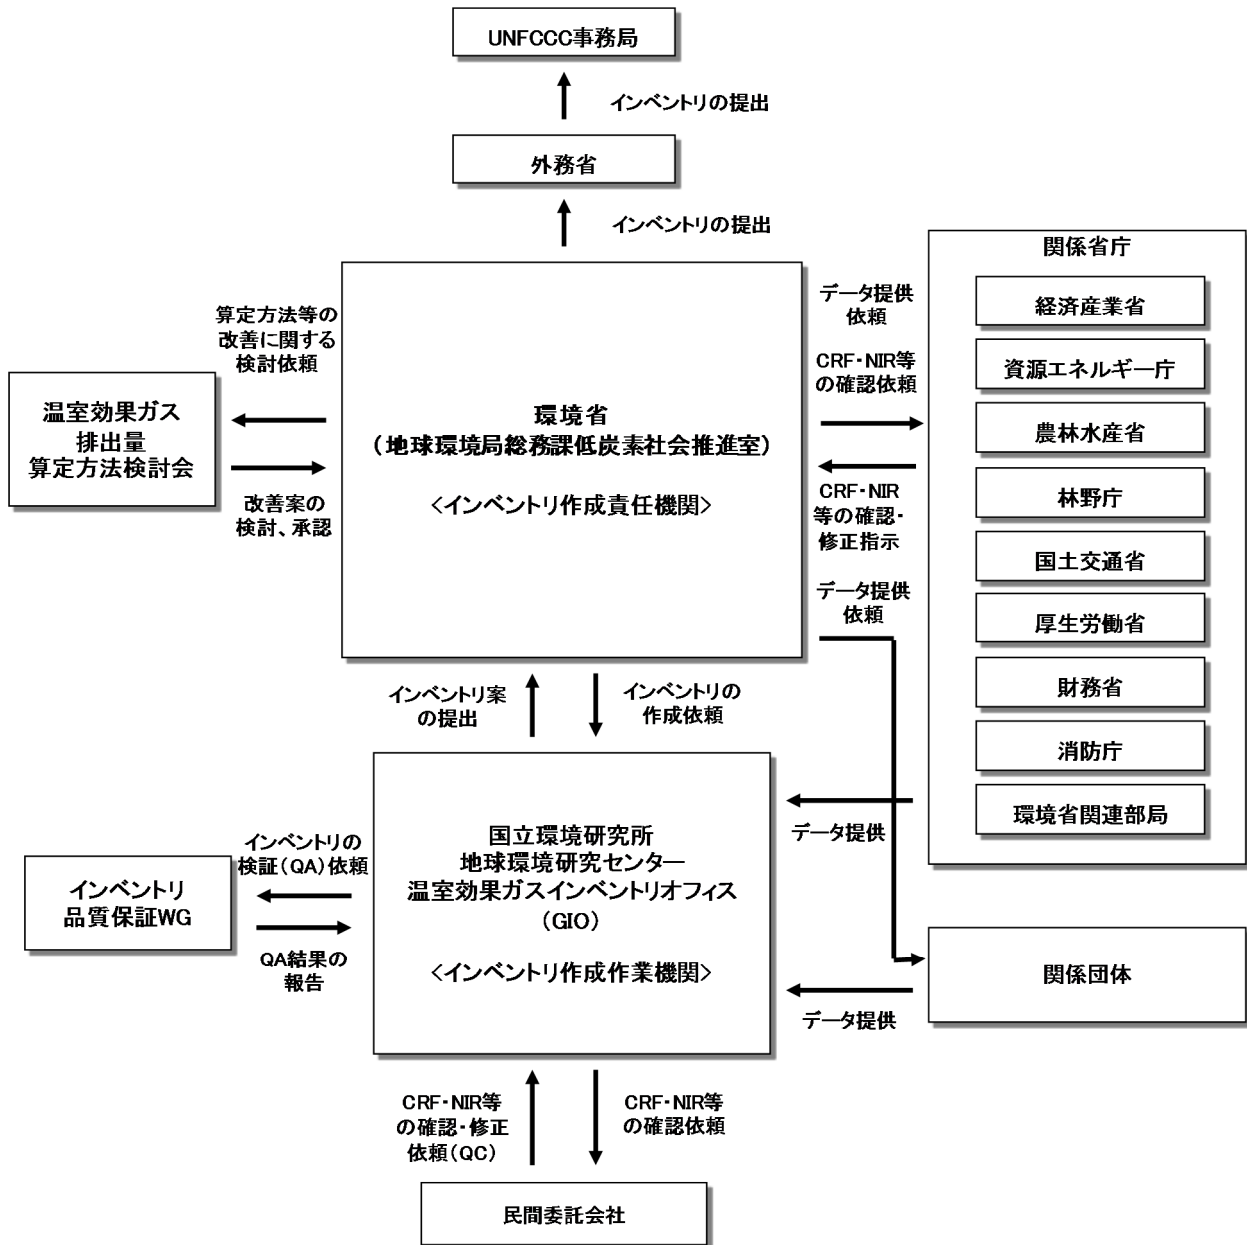 UNFCCC事務局
インベントリの提出
外務省
インベントリの提出
関係省庁
経済産業省
資源エネルギー庁
農林水産省
林野庁
国土交通省
厚生労働省
財務省
消防庁
環境省関連部局
算定方法等の
改善に関する
検討依頼
温室効果ガス
排出量
算定方法検討会
改善案の
検討、承認
環境省
(地球環境局総務課低炭素社会推進室)
<インベントリ作成責任機関>
データ提供
依頼
CRF・NIR等
の確認依頼
CRF・NIR
等の確認・
修正指示
データ提供
依頼
インベントリ案
の提出
インベントリの
作成依頼
インベントリの
検証(QA)依頼
インベントリ
品質保証WG
QA結果の
報告
国立環境研究所
地球環境研究センター
温室効果ガスインベントリオフィス
(GIO)
<インベントリ作成作業機関>
データ提供
関係団体
データ提供
CRF・NIR等
の確認・修正
依頼(QC)
CRF・NIR等
の確認依頼
民間委託会社